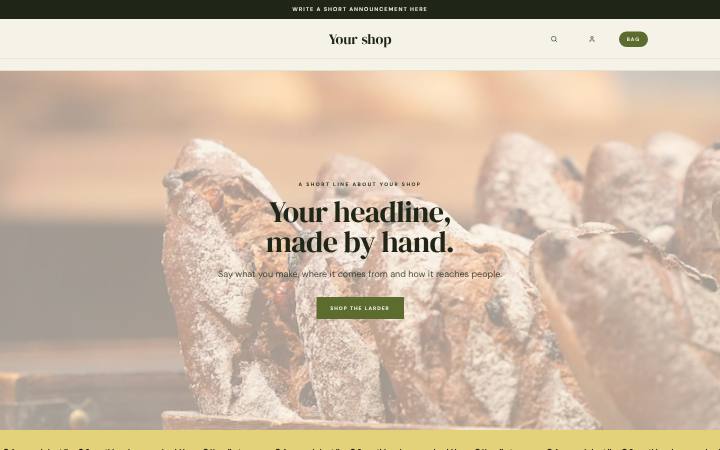 WRITE A SHORT ANNOUNCEMENT HERE
Your shop
BAG
A SHORT LINE ABOUT YOUR SHOP
Your headline,
made by hand.
Say what you make, where it comes from and how it reaches people.
SHOP THE LARDER